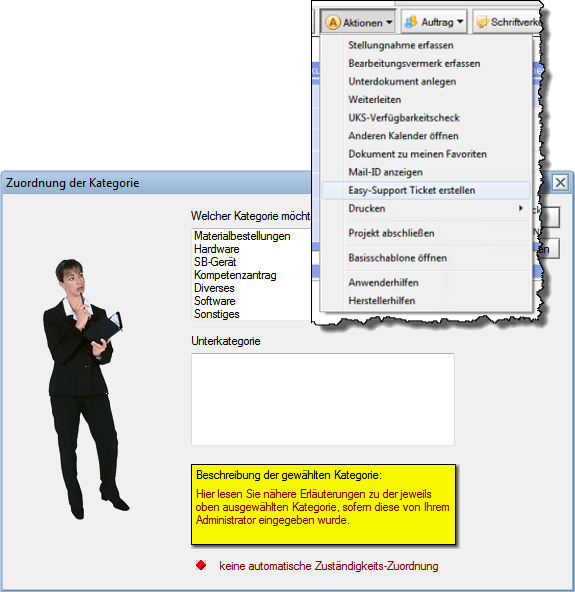 Aktionen
Auftrag
Schriftverk
Stellungnahme erfassen
Bearbeitungsvermerk erfassen
Unterdokument anlegen
Weiterleiten
UKS-Verfügbarkeitscheck
Anderen Kalender öffnen
Dokument zu meinen Favoriten
Mail-ID anzeigen
Easy-Support Ticket erstellen
Drucken
Projekt abschließen
Basisschablone öffnen
Anwenderhilfen
Herstellerhilfen
Zuordnung der Kategorie
Welcher Kategorie möcht
Materialbestellungen
Hardware
SB-Gerät
Kompetenzantrag
Diverses
Software
Sonstiges
Unterkategorie
Beschreibung der gewählten Kategorie:
Hier lesen Sie nähere Erläuterungen zu der jeweils
oben ausgewählten Kategorie, sofern diese von Ihrem
Administrator eingegeben wurde.
keine automatische Zuständigkeits-Zuordnung